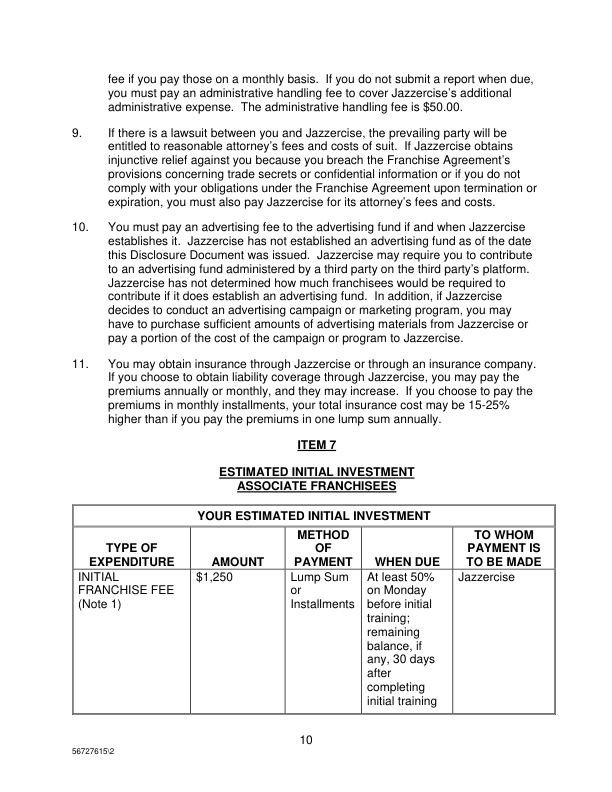 fee if you pay those on a monthly basis.  If you do not submit a report when due,
you must pay an administrative handling fee to cover Jazzercise's additional
administrative expense.  The administrative handling fee is $50.00.
9. If there is a lawsuit between you and Jazzercise, the prevailing party will be
entitled to reasonable attorney's fees and costs of suit.  If Jazzercise obtains
injunctive relief against you because you breach the Franchise Agreement's
provisions concerning trade secrets or confidential information or if you do not
comply with your obligations under the Franchise Agreement upon termination or
expiration, you must also pay Jazzercise for its attorney's fees and costs.
10. You must pay an advertising fee to the advertising fund if and when Jazzercise
establishes it.  Jazzercise has not established an advertising fund as of the date
this Disclosure Document was issued.  Jazzercise may require you to contribute
to an advertising fund administered by a third party on the third party's platform.
Jazzercise has not determined how much franchisees would be required to
contribute if it does establish an advertising fund.  In addition, if Jazzercise
decides to conduct an advertising campaign or marketing program, you may
have to purchase sufficient amounts of advertising materials from Jazzercise or
pay a portion of the cost of the campaign or program to Jazzercise.
11. You may obtain insurance through Jazzercise or through an insurance company.
If you choose to obtain liability coverage through Jazzercise, you may pay the
premiums annually or monthly, and they may increase.  If you choose to pay the
premiums in monthly installments, your total insurance cost may be 15-25%
higher than if you pay the premiums in one lump sum annually.
ITEM 7
ESTIMATED INITIAL INVESTMENT
ASSOCIATE FRANCHISEES
YOUR ESTIMATED INITIAL INVESTMENT
TYPE OF
EXPENDITURE
AMOUNT
METHOD
OF
PAYMENT
WHEN DUE
TO WHOM
PAYMENT IS
TO BE MADE
INITIAL
FRANCHISE FEE
(Note 1)
$1,250
Lump Sum
or
Installments
At least 50%
on Monday
before initial
training;
remaining
balance, if
any, 30 days
after
completing
initial training
Jazzercise
10
56727615\2